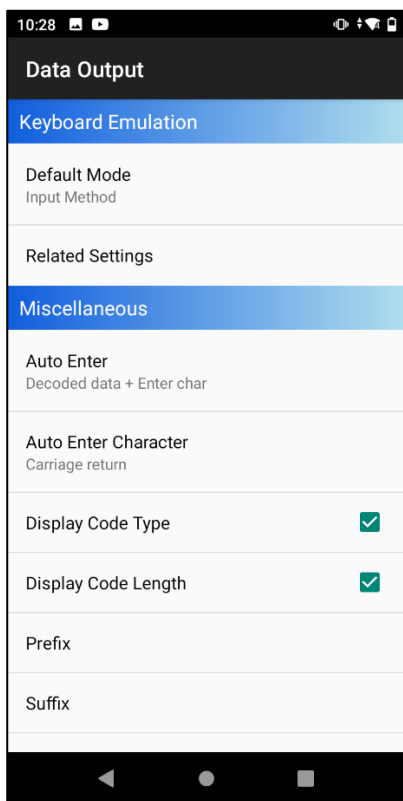 10:28
Data Output
Keyboard Emulation
Default Mode
Input Method
Related Settings
Miscellaneous
Auto Enter
Decoded data + Enter char
Auto Enter Character
Carriage return
Display Code Type
Display Code Length
Prefix
Suffix